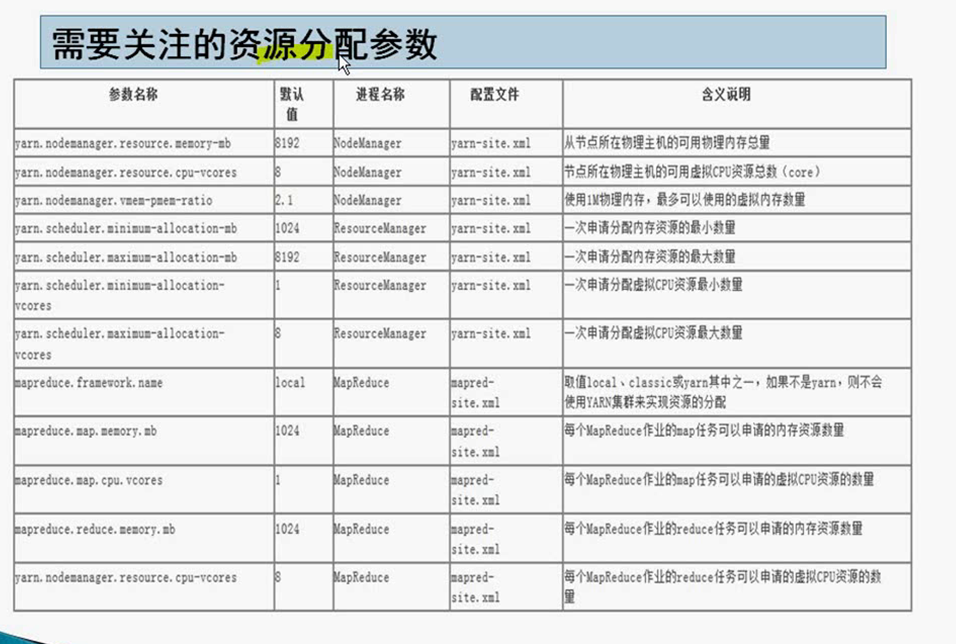 需要关注的资源分配参数
参数名称 默认 进程名称 配置文件 含义说明
值
yarn.nodemanager.resource.memory-mb 8192 NodeManager yarn-site.xml 从节点所在物理主机的可用物理内存总量
yarn.nodemanager.resource.cpu-vcores 8 NodeManager yarn-site.xml 节点所在物理主机的可用虚拟CPU资源总数（core）
yarn.nodemanager.vmem-pmem-ratio 2.1 NodeManager yarn-site.xml 使用1M物理内存，最多可以使用的虚拟内存数量
yarn.scheduler.minimum-allocation-mb 1024 ResourceManager yarn-site.xml 一次申请分配内存资源的最小数量
yarn.scheduler.maximum-allocation-mb 8192 ResourceManager yarn-site.xml 一次申请分配内存资源的最大数量
yarn.scheduler.minimum-allocation- 1 ResourceManager yarn-site.xml 一次申请分配虚拟CPU资源最小数量
vcores
yarn.scheduler.maximum-allocation- 8 ResourceManager yarn-site.xml 一次申请分配虚拟CPU资源最大数量
vcores
mapreduce.framework.name local MapReduce mapred- 取值local、classic或yarn其中之一，如果不是yarn，则不会
site.xml 使用YARN集群来实现资源的分配
mapreduce.map.memory.mb 1024 MapReduce mapred- 每个MapReduce作业的map任务可以申请的内存资源数量
site.xml
mapreduce.map.cpu.vcores 1 MapReduce mapred- 每个MapReduce作业的map任务可以申请的虚拟CPU资源的数量
site.xml
mapreduce.reduce.memory.mb 1024 MapReduce mapred- 每个MapReduce作业的reduce任务可以申请的内存资源数量
site.xml
yarn.nodemanager.resource.cpu-vcores 8 MapReduce mapred- 每个MapReduce作业的reduce任务可以申请的虚拟CPU资源的数
site.xml 量